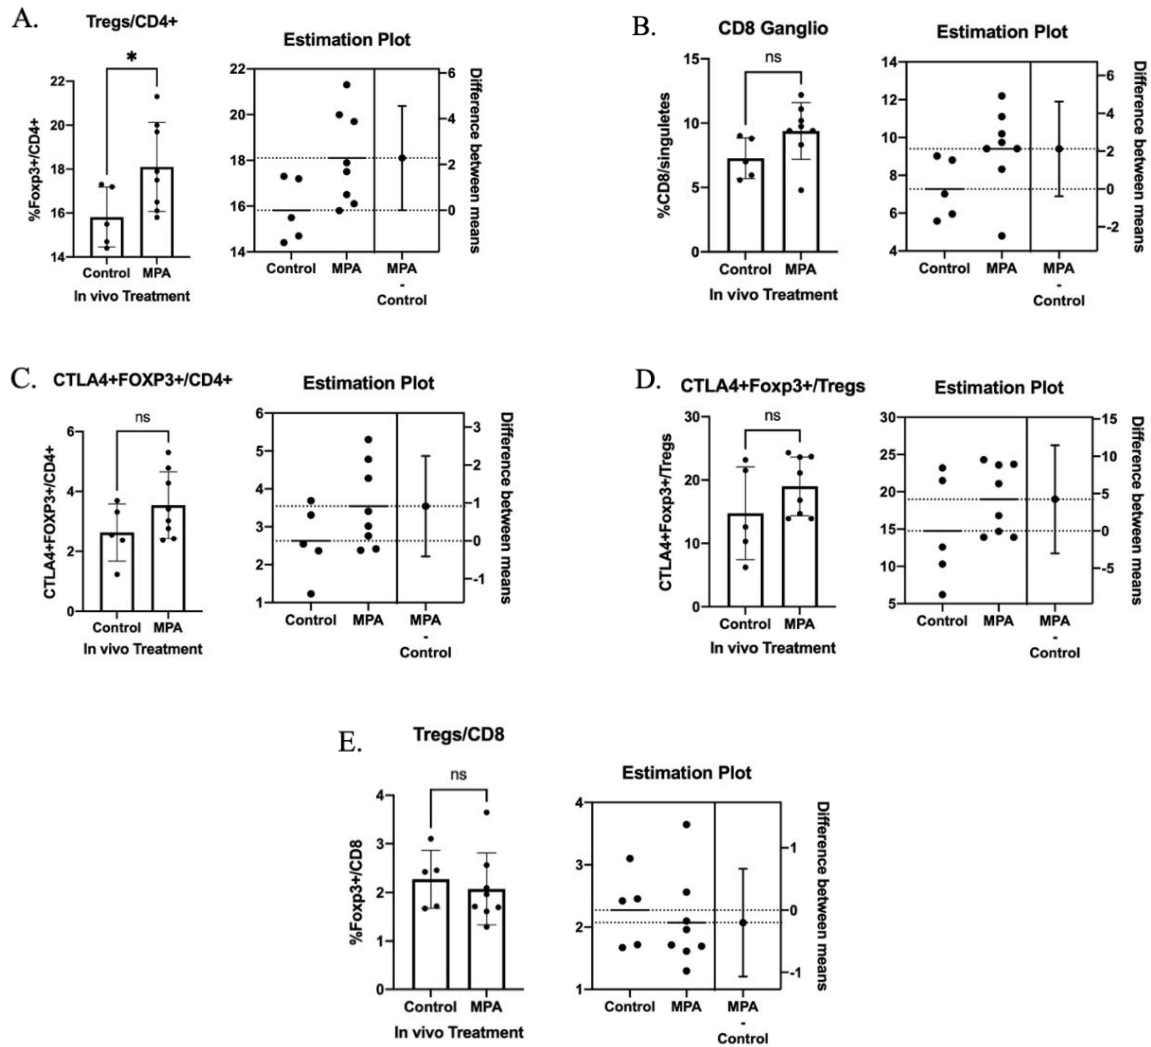 A.
Tregs/CD4+
*
%Foxp3+/CD4+
22
20
18
16
14
Control MPA
In vivo Treatment
Estimation Plot
22
20
18
16
14
6
4
2
0
Difference between means
Control MPA MPA
-
Control
B.
CD8 Ganglio
ns
%CD8/singuletes
15
10
5
0
Control MPA
In vivo Treatment
Estimation Plot
14
12
10
8
6
4
6
4
2
0
-2
Difference between means
Control MPA MPA
-
Control
C.
CTLA4+FOXP3+/CD4+
ns
CTLA4+FOXP3+/CD4+
6
4
2
0
Control MPA
In vivo Treatment
Estimation Plot
6
5
4
3
2
1
3
2
1
0
-1
Difference between means
Control MPA MPA
-
Control
D.
CTLA4+Foxp3+/Tregs
ns
CTLA4+Foxp3+/Tregs
30
20
10
0
Control MPA
In vivo Treatment
Estimation Plot
30
25
20
15
10
5
15
10
5
0
-5
Difference between means
Control MPA MPA
-
Control
E.
Tregs/CD8
ns
%Foxp3+/CD8
4
3
2
1
0
Control MPA
In vivo Treatment
Estimation Plot
4
3
2
1
1
0
-1
Difference between means
Control MPA MPA
-
Control